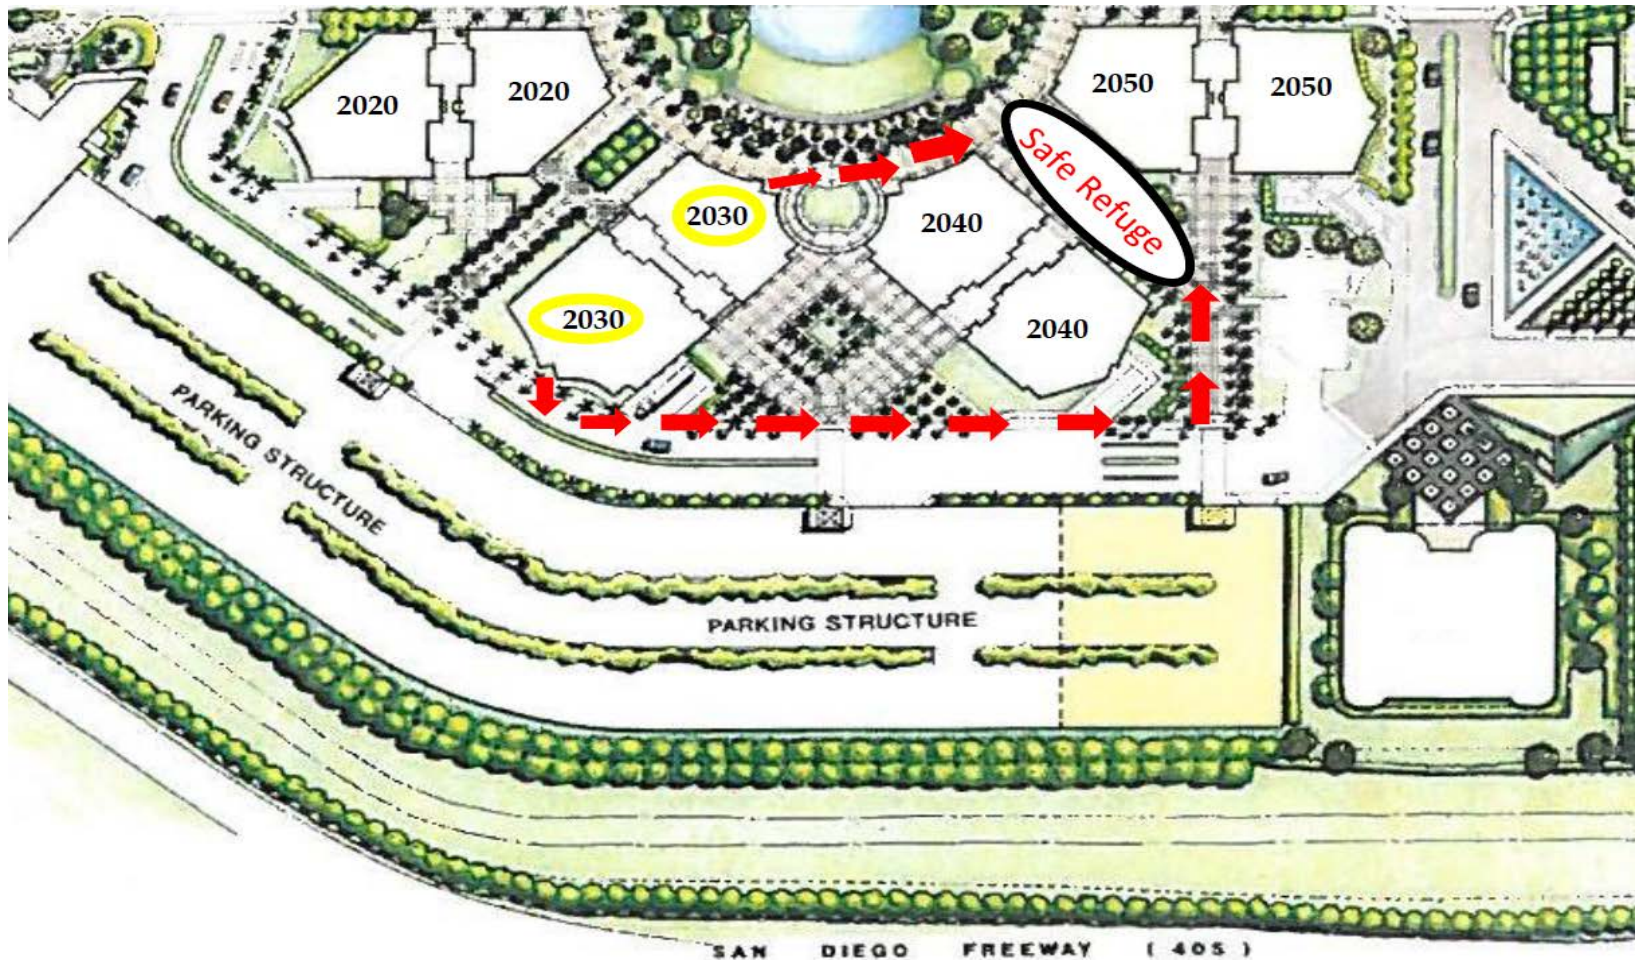 2020
2020
2050
2050
Safe Refuge
2030
2040
2030
2040
PARKING STRUCTURE
PARKING STRUCTURE
SAN DIEGO FREEWAY ( 405 )